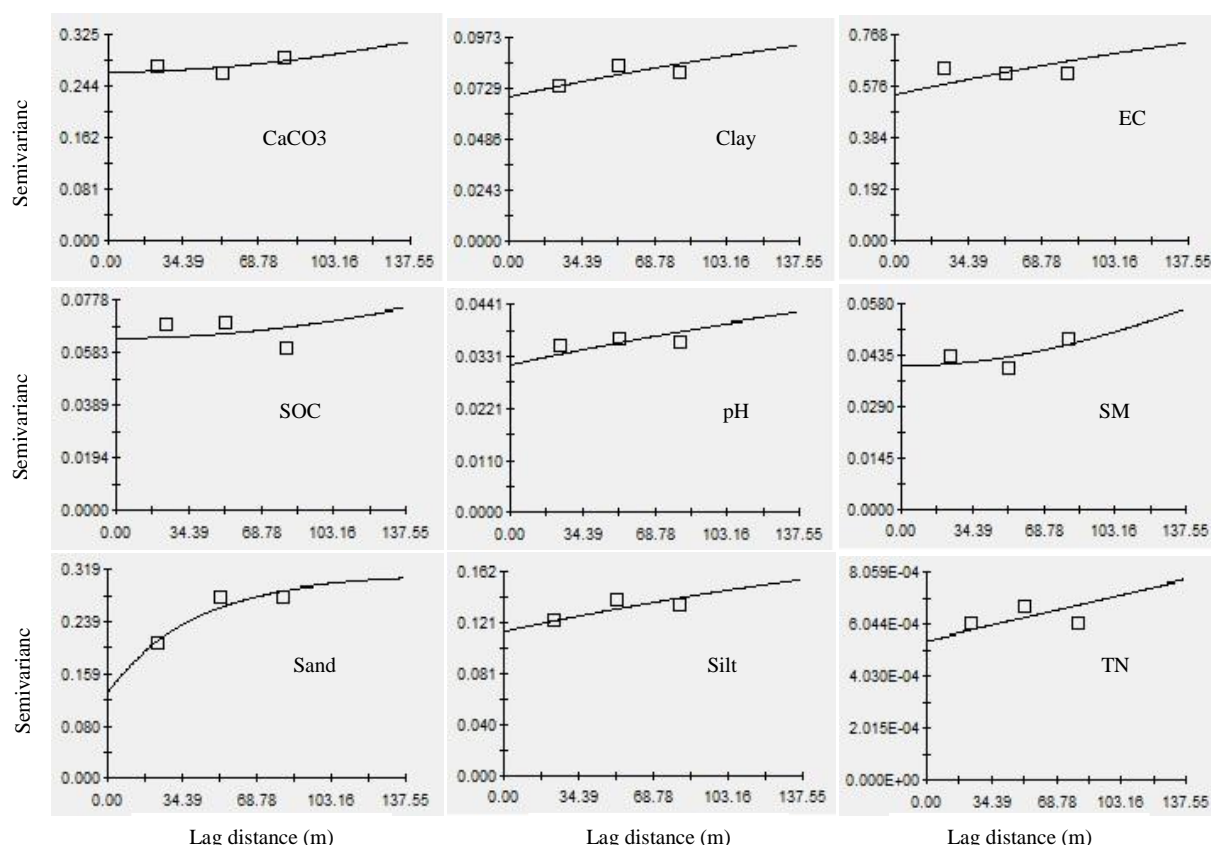 0.325
0.244
0.162
0.081
0.000
0.00 34.39 68.78 103.16 137.55
CaCO3
Semivarianc
0.0973
0.0729
0.0486
0.0243
0.0000
0.00 34.39 68.78 103.16 137.55
Clay
0.768
0.576
0.384
0.192
0.000
0.00 34.39 68.78 103.16 137.55
EC
0.0778
0.0583
0.0389
0.0194
0.0000
0.00 34.39 68.78 103.16 137.55
SOC
Semivarianc
0.0441
0.0331
0.0221
0.0110
0.0000
0.00 34.39 68.78 103.16 137.55
pH
0.0580
0.0435
0.0290
0.0145
0.0000
0.00 34.39 68.78 103.16 137.55
SM
0.319
0.239
0.159
0.080
0.000
0.00 34.39 68.78 103.16 137.55
Sand
Semivarianc
Lag distance (m)
0.162
0.121
0.081
0.040
0.000
0.00 34.39 68.78 103.16 137.55
Silt
Lag distance (m)
8.059E-04
6.044E-04
4.030E-04
2.015E-04
0.000E+00
0.00 34.39 68.78 103.16 137.55
TN
Lag distance (m)